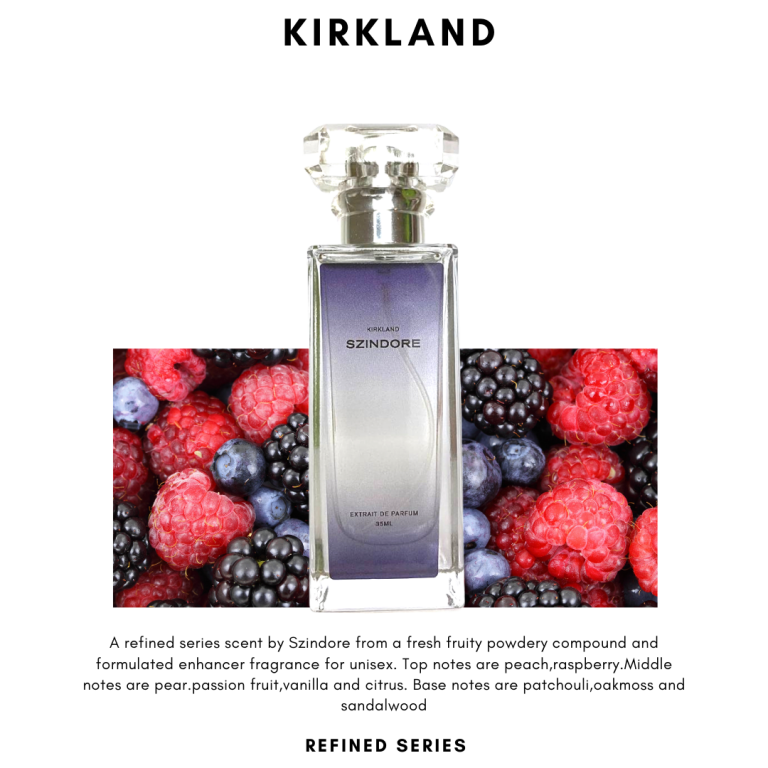 KIRKLAND
KIRKLAND
SZINDORE
EXTRAIT DE PARFUM
35ML
A refined series scent by Szindore from a fresh fruity powdery compound and
formulated enhancer fragrance for unisex. Top notes are peach,raspberry.Middle
notes are pear.passion fruit,vanilla and citrus. Base notes are patchouli,oakmoss and
sandalwood
REFINED SERIES